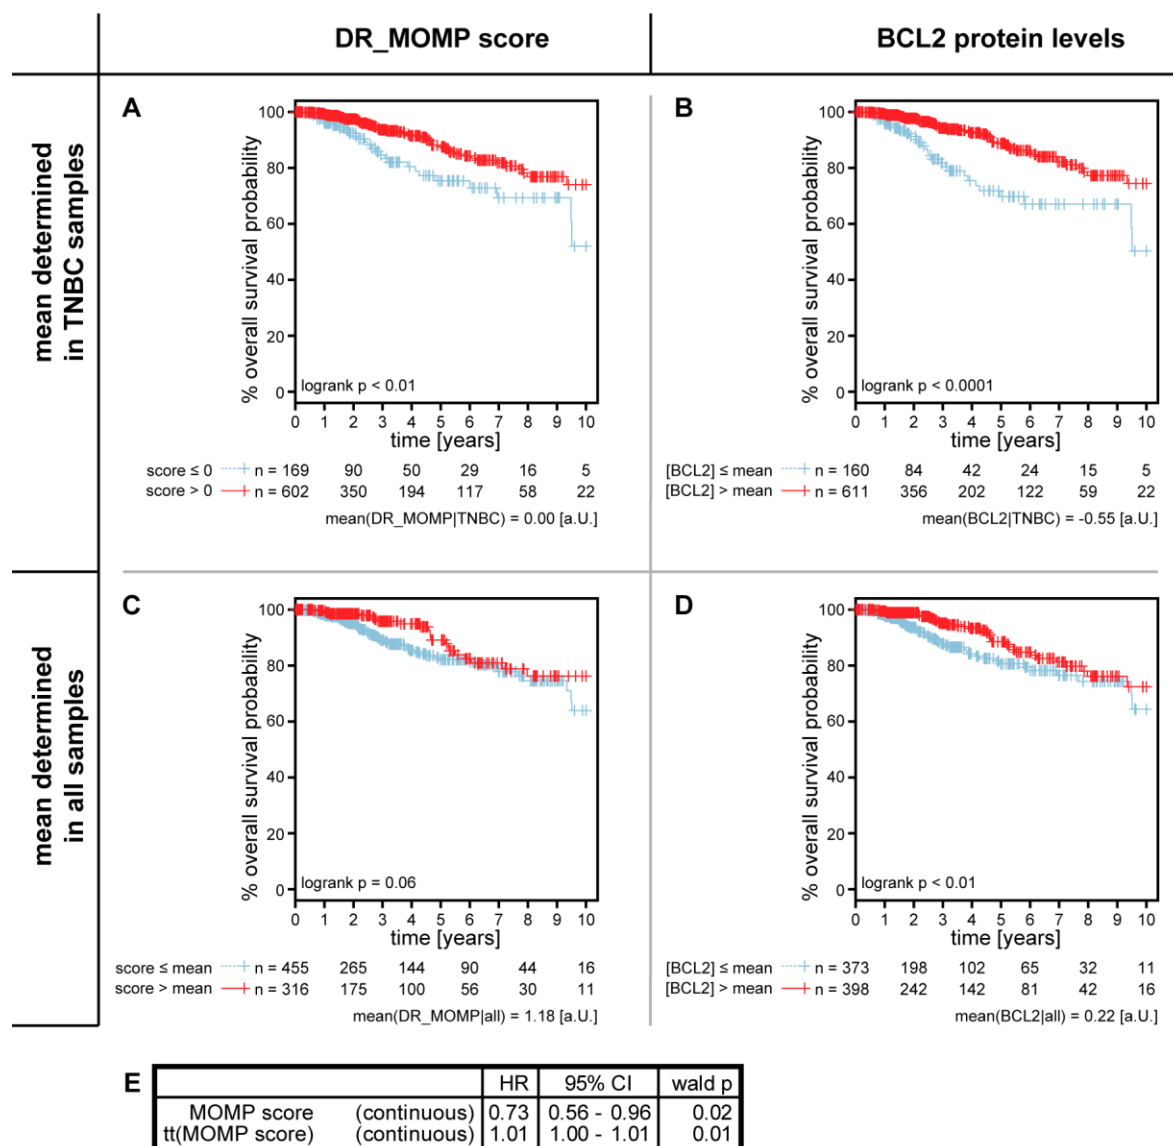 DR_MOMP score
BCL2 protein levels
mean determined
in TNBC samples
A
% overall survival probability
100
80
60
40
20
0
logrank p < 0.01
0 1 2 3 4 5 6 7 8 9 10
time [years]
score ≤ 0 n = 169 90 50 29 16 5
score > 0 n = 602 350 194 117 58 22
mean(DR_MOMP|TNBC) = 0.00 [a.U.]
B
% overall survival probability
100
80
60
40
20
0
logrank p < 0.0001
0 1 2 3 4 5 6 7 8 9 10
time [years]
[BCL2] ≤ mean n = 160 84 42 24 15 5
[BCL2] > mean n = 611 356 202 122 59 22
mean(BCL2|TNBC) = -0.55 [a.U.]
mean determined
in all samples
C
% overall survival probability
100
80
60
40
20
0
logrank p = 0.06
0 1 2 3 4 5 6 7 8 9 10
time [years]
score ≤ mean n = 455 265 144 90 44 16
score > mean n = 316 175 100 56 30 11
mean(DR_MOMP|all) = 1.18 [a.U.]
D
% overall survival probability
100
80
60
40
20
0
logrank p < 0.01
0 1 2 3 4 5 6 7 8 9 10
time [years]
[BCL2] ≤ mean n = 373 198 102 65 32 11
[BCL2] > mean n = 398 242 142 81 42 16
mean(BCL2|all) = 0.22 [a.U.]
E
HR 95% CI wald p
MOMP score (continuous) 0.73 0.56 - 0.96 0.02
tt(MOMP score) (continuous) 1.01 1.00 - 1.01 0.01